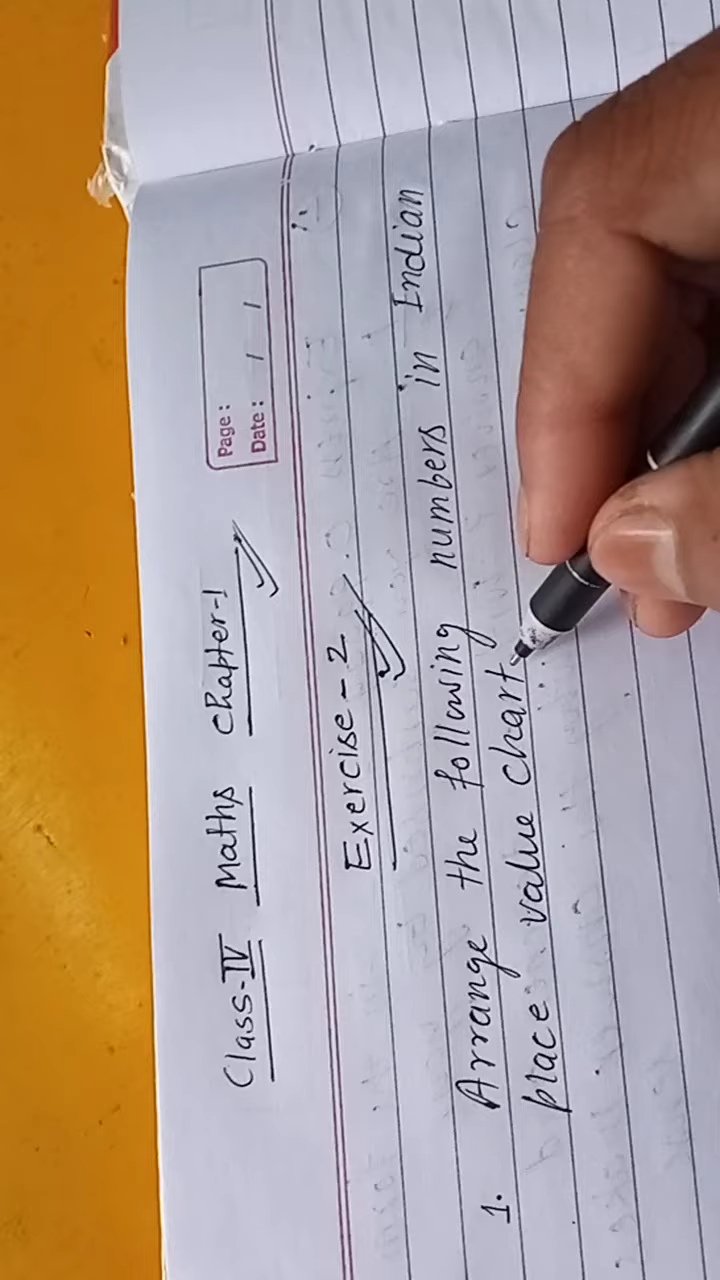 Page:
Date: / /
Class-IV Maths Chapter-1
Exercise-2
1. Arrange the following numbers in Indian
place value chart